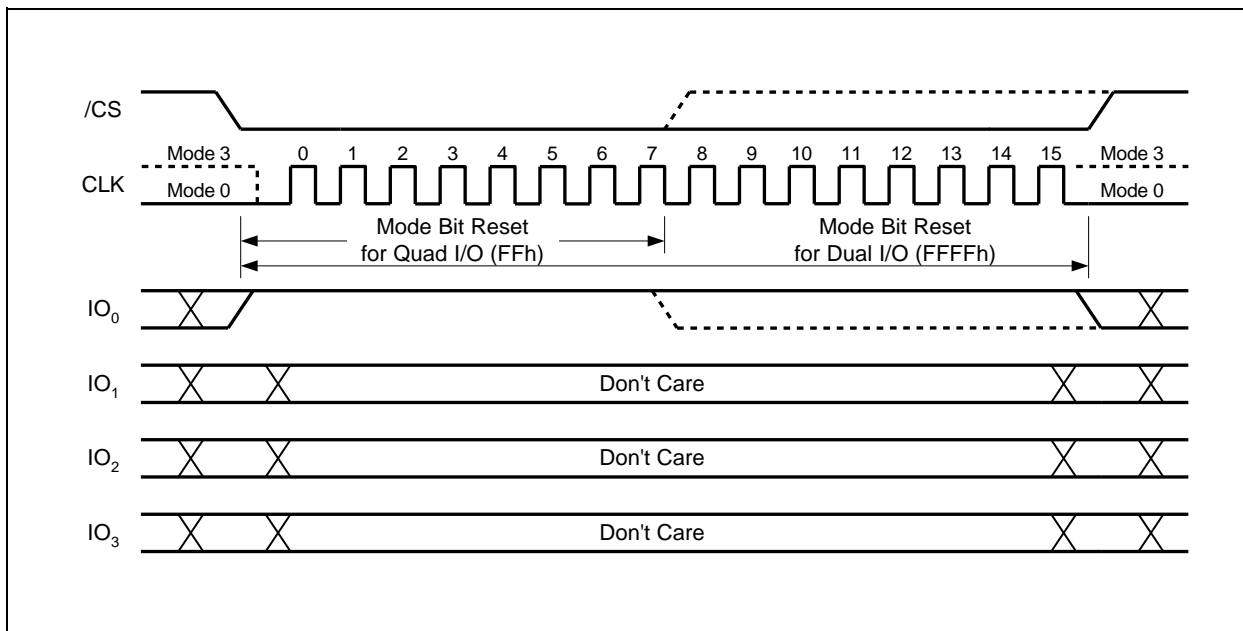 /CS
Mode 3 0 1 2 3 4 5 6 7 8 9 10 11 12 13 14 15 Mode 3
CLK
Mode 0 Mode 0
Mode Bit Reset
for Quad I/O (FFh)
Mode Bit Reset
for Dual I/O (FFFFh)
IO0
IO1 Don't Care
IO2 Don't Care
IO3 Don't Care